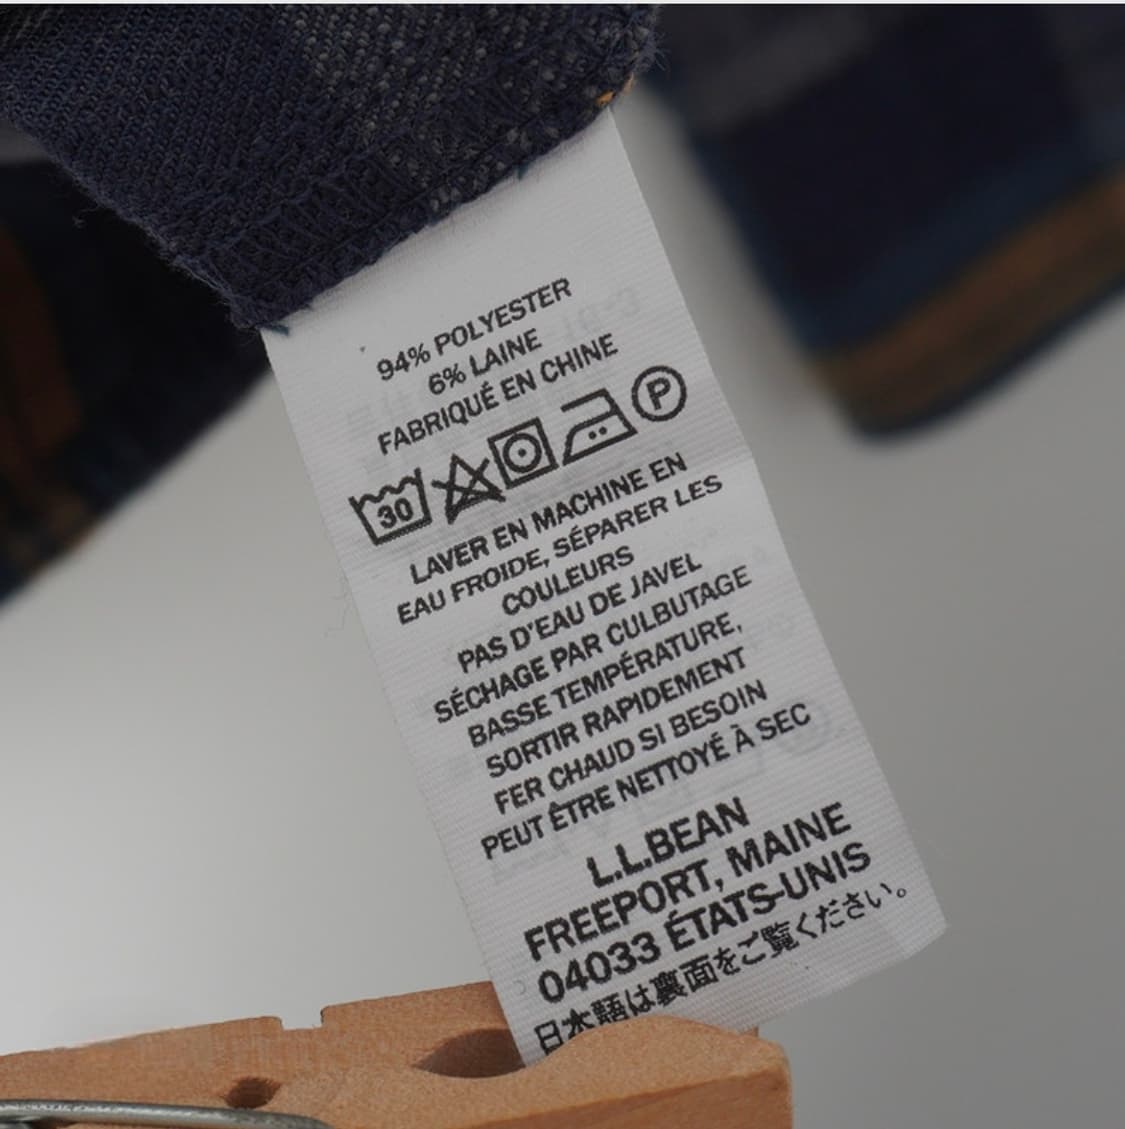 94% POLYESTER
6% LAINE
FABRIQUÉ EN CHINE
30 P
LAVER EN MACHINE EN
EAU FROIDE, SÉPARER LES
COULEURS
PAS D'EAU DE JAVEL
SÉCHAGE PAR CULBUTAGE
BASSE TEMPÉRATURE,
SORTIR RAPIDEMENT
FER CHAUD SI BESOIN
PEUT ÊTRE NETTOYÉ À SEC
L.L.BEAN
FREEPORT, MAINE
04033 ÉTATS-UNIS
日本語は裏面をご覧ください。